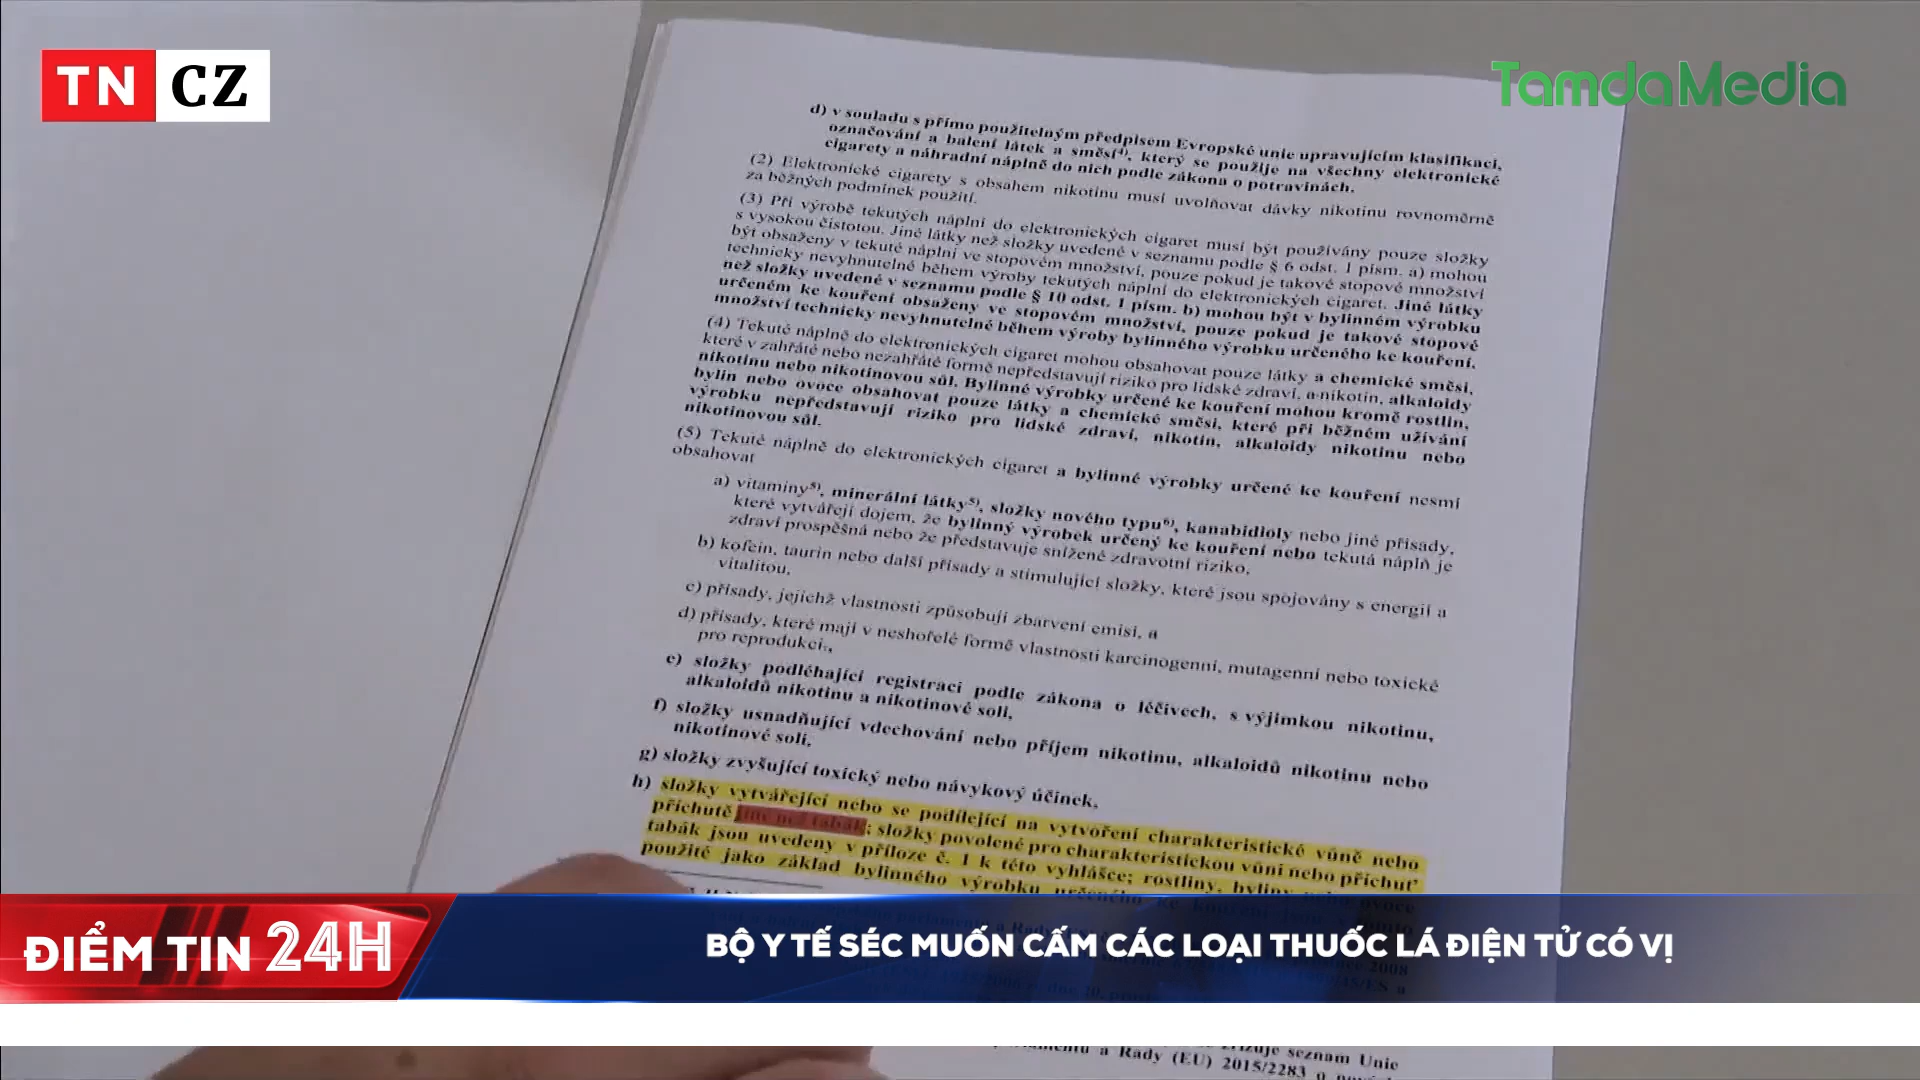 TN CZ
TamdaMedia
d) v souladu s přímo použitelným předpisem Evropské unie upravujícím klasifikaci,
označování a balení látek a směsí⁴⁾, který se použije na všechny elektronické
cigarety a náhradní náplně do nich podle zákona o potravinách.
(2) Elektronické cigarety s obsahem nikotinu musí uvolňovat dávky nikotinu rovnoměrně
za běžných podmínek použití.
(3) Při výrobě tekutých náplní do elektronických cigaret musí být používány pouze složky
s vysokou čistotou. Jiné látky než složky uvedené v seznamu podle § 6 odst. 1 písm. a) mohou
být obsaženy v tekuté náplni ve stopovém množství, pouze pokud je takové stopové množství
technicky nevyhnutelné během výroby tekutých náplní do elektronických cigaret. Jiné látky
než složky uvedené v seznamu podle § 10 odst. 1 písm. b) mohou být v bylinném výrobku
určeném ke kouření obsaženy ve stopovém množství, pouze pokud je takové stopové
množství technicky nevyhnutelné během výroby bylinného výrobku určeného ke kouření.
(4) Tekuté náplně do elektronických cigaret mohou obsahovat pouze látky a chemické směsi,
které v zahřáté nebo nezahřáté formě nepředstavují riziko pro lidské zdraví, a nikotin, alkaloidy
nikotinu nebo nikotinovou sůl. Bylinné výrobky určené ke kouření mohou kromě rostlin,
bylin nebo ovoce obsahovat pouze látky a chemické směsi, které při běžném užívání
výrobku nepředstavují riziko pro lidské zdraví, nikotin, alkaloidy nikotinu nebo
nikotinovou sůl.
(5) Tekuté náplně do elektronických cigaret a bylinné výrobky určené ke kouření nesmí
obsahovat
a) vitaminy⁵⁾, minerální látky⁵⁾, složky nového typu⁶⁾, kanabidioly nebo jiné přísady,
které vytvářejí dojem, že bylinný výrobek určený ke kouření nebo tekutá náplň je
zdraví prospěšná nebo že představuje snížené zdravotní riziko,
b) kofein, taurin nebo další přísady a stimulující složky, které jsou spojovány s energií a
vitalitou,
c) přísady, jejichž vlastnosti způsobují zbarvení emisí, a
d) přísady, které mají v neshořelé formě vlastnosti karcinogenní, mutagenní nebo toxické
pro reprodukci.,
e) složky podléhající registraci podle zákona o léčivech, s výjimkou nikotinu,
alkaloidů nikotinu a nikotinové soli,
f) složky usnadňující vdechování nebo příjem nikotinu, alkaloidů nikotinu nebo
nikotinové soli,
g) složky zvyšující toxický nebo návykový účinek,
h) složky vytvářející nebo se podílející na vytvoření charakteristické vůně nebo
příchutě jiné než tabák; složky povolené pro charakteristickou vůni nebo příchuť
tabák jsou uvedeny v příloze č. 1 k této vyhlášce; rostliny, byliny nebo ovoce
použité jako základ bylinného výrobku určeného
ĐIỂM TIN 24H
BỘ Y TẾ SÉC MUỐN CẤM CÁC LOẠI THUỐC LÁ ĐIỆN TỬ CÓ VỊ
seznam Unie
a Rady (EU) 2015/2283 o